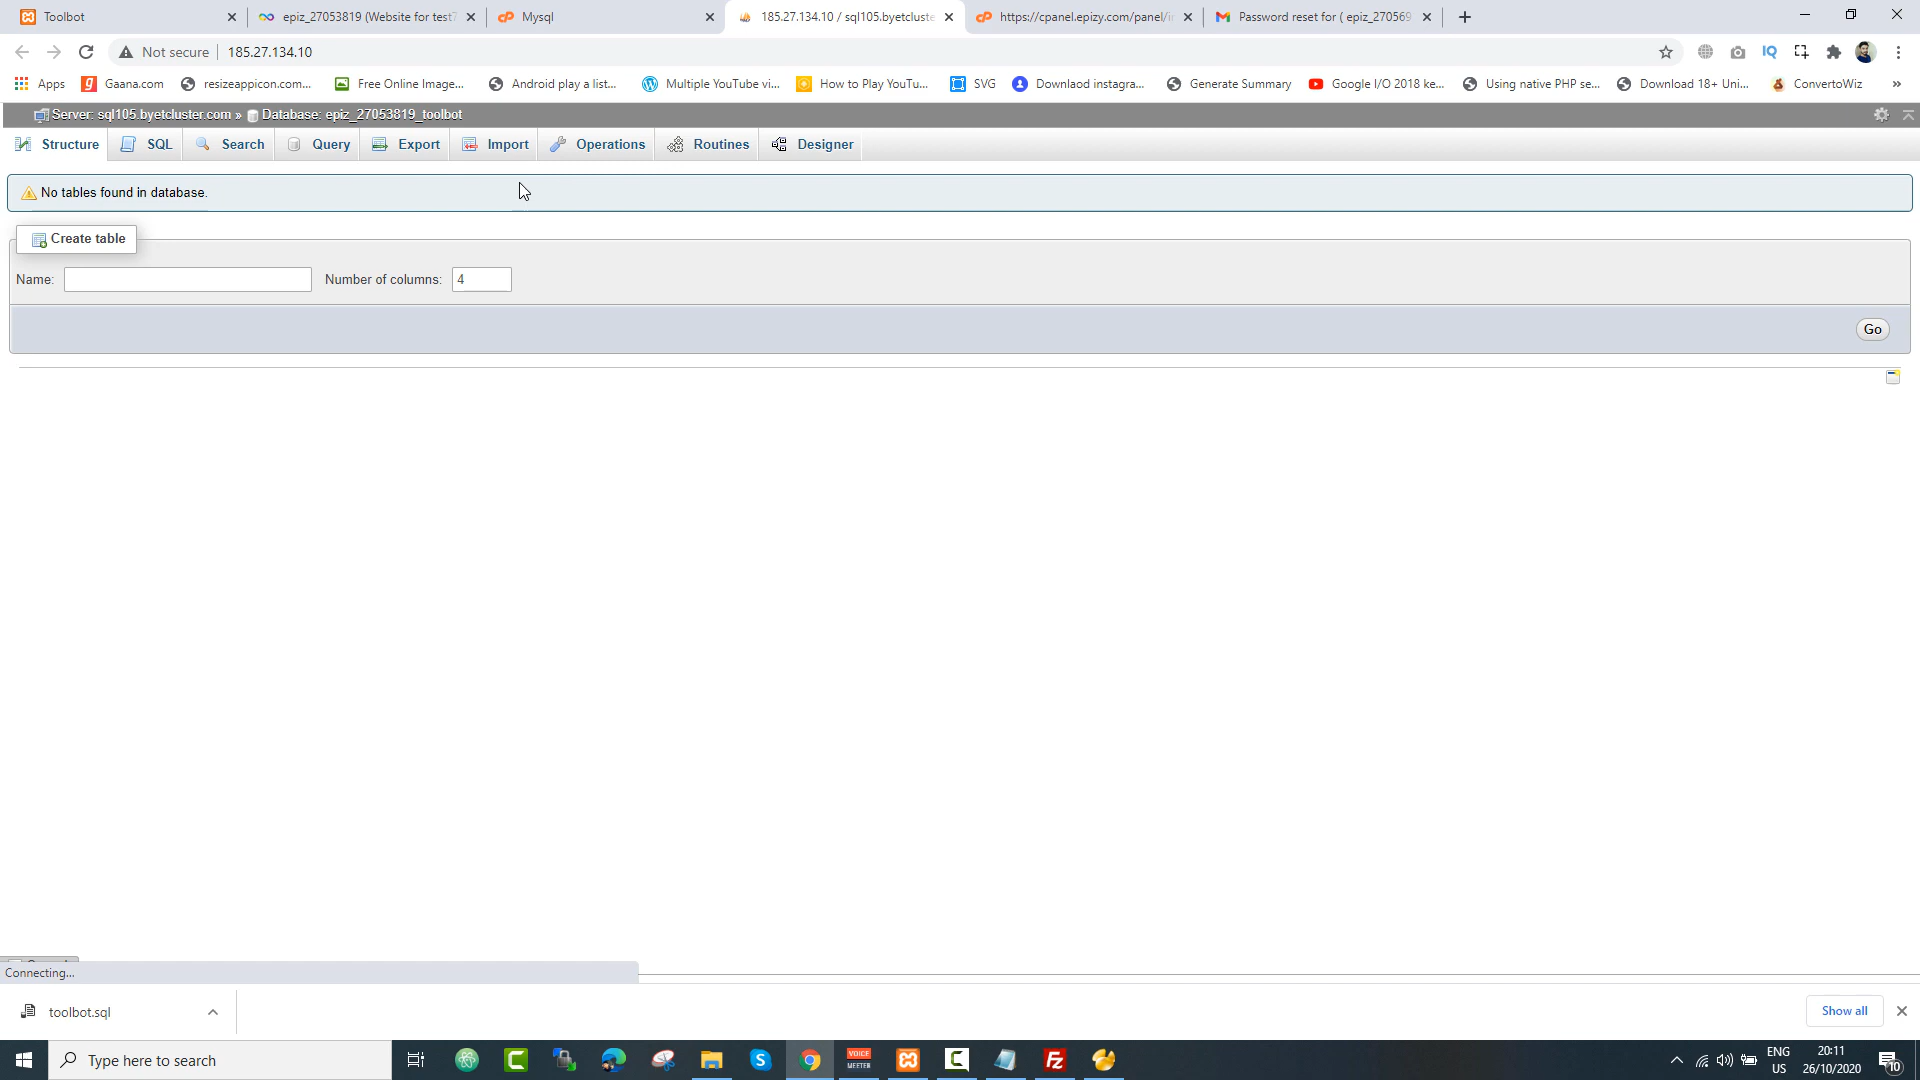 Toolbot
epiz_27053819 (Website for test7
Mysql
185.27.134.10 / sql105.byetcluste
https://cpanel.epizy.com/panel/i
Password reset for ( epiz_270569
Not secure
185.27.134.10
Apps
Gaana.com
resizeappicon.com...
Free Online Image...
Android play a list...
Multiple YouTube vi...
How to Play YouTu...
SVG
Downlaod instagra...
Generate Summary
Google I/O 2018 ke...
Using native PHP se...
Download 18+ Uni...
ConvertoWiz
»
Server: sql105.byetcluster.com » Database: epiz_27053819_toolbot
Structure
SQL
Search
Query
Export
Import
Operations
Routines
Designer
No tables found in database.
Create table
Name:
Number of columns: 4
Go
Connecting...
toolbot.sql
Show all
Type here to search
VOICE
MEETER
ENG
US
20:11
26/10/2020
10